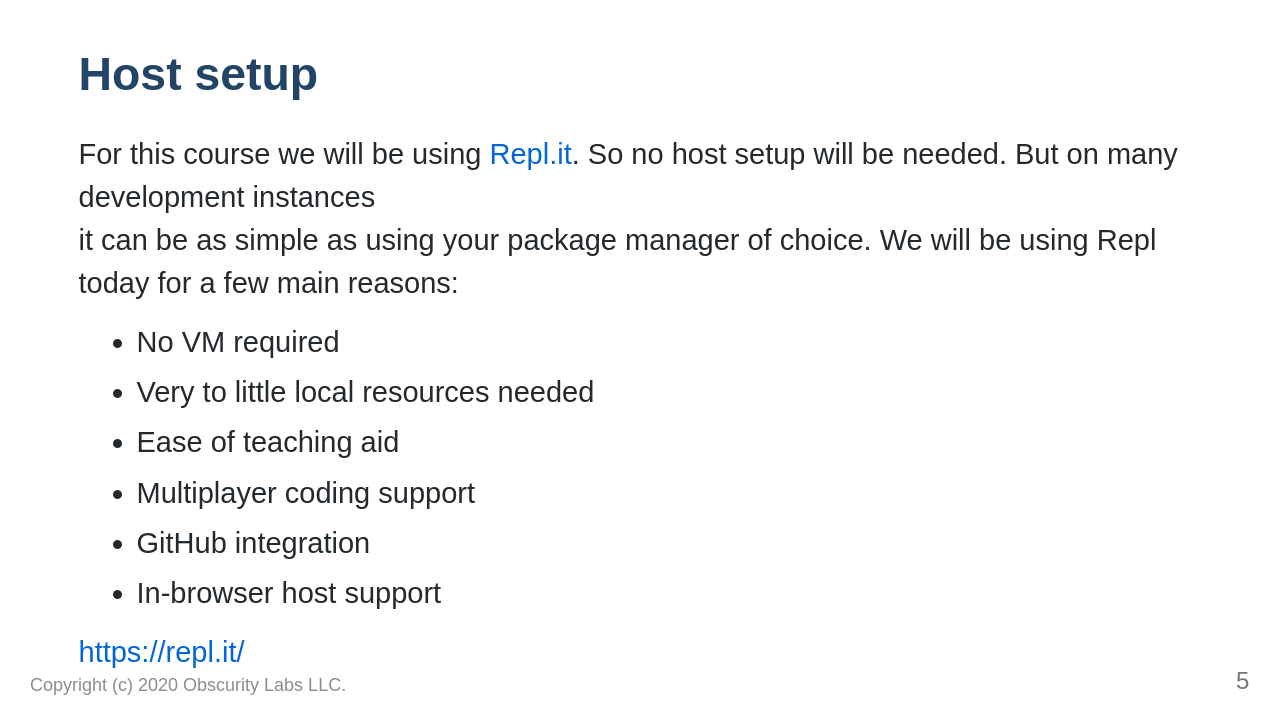 Host setup
For this course we will be using Repl.it. So no host setup will be needed. But on many
development instances
it can be as simple as using your package manager of choice. We will be using Repl
today for a few main reasons:
• No VM required
• Very to little local resources needed
• Ease of teaching aid
• Multiplayer coding support
• GitHub integration
• In-browser host support
https://repl.it/
Copyright (c) 2020 Obscurity Labs LLC.
5